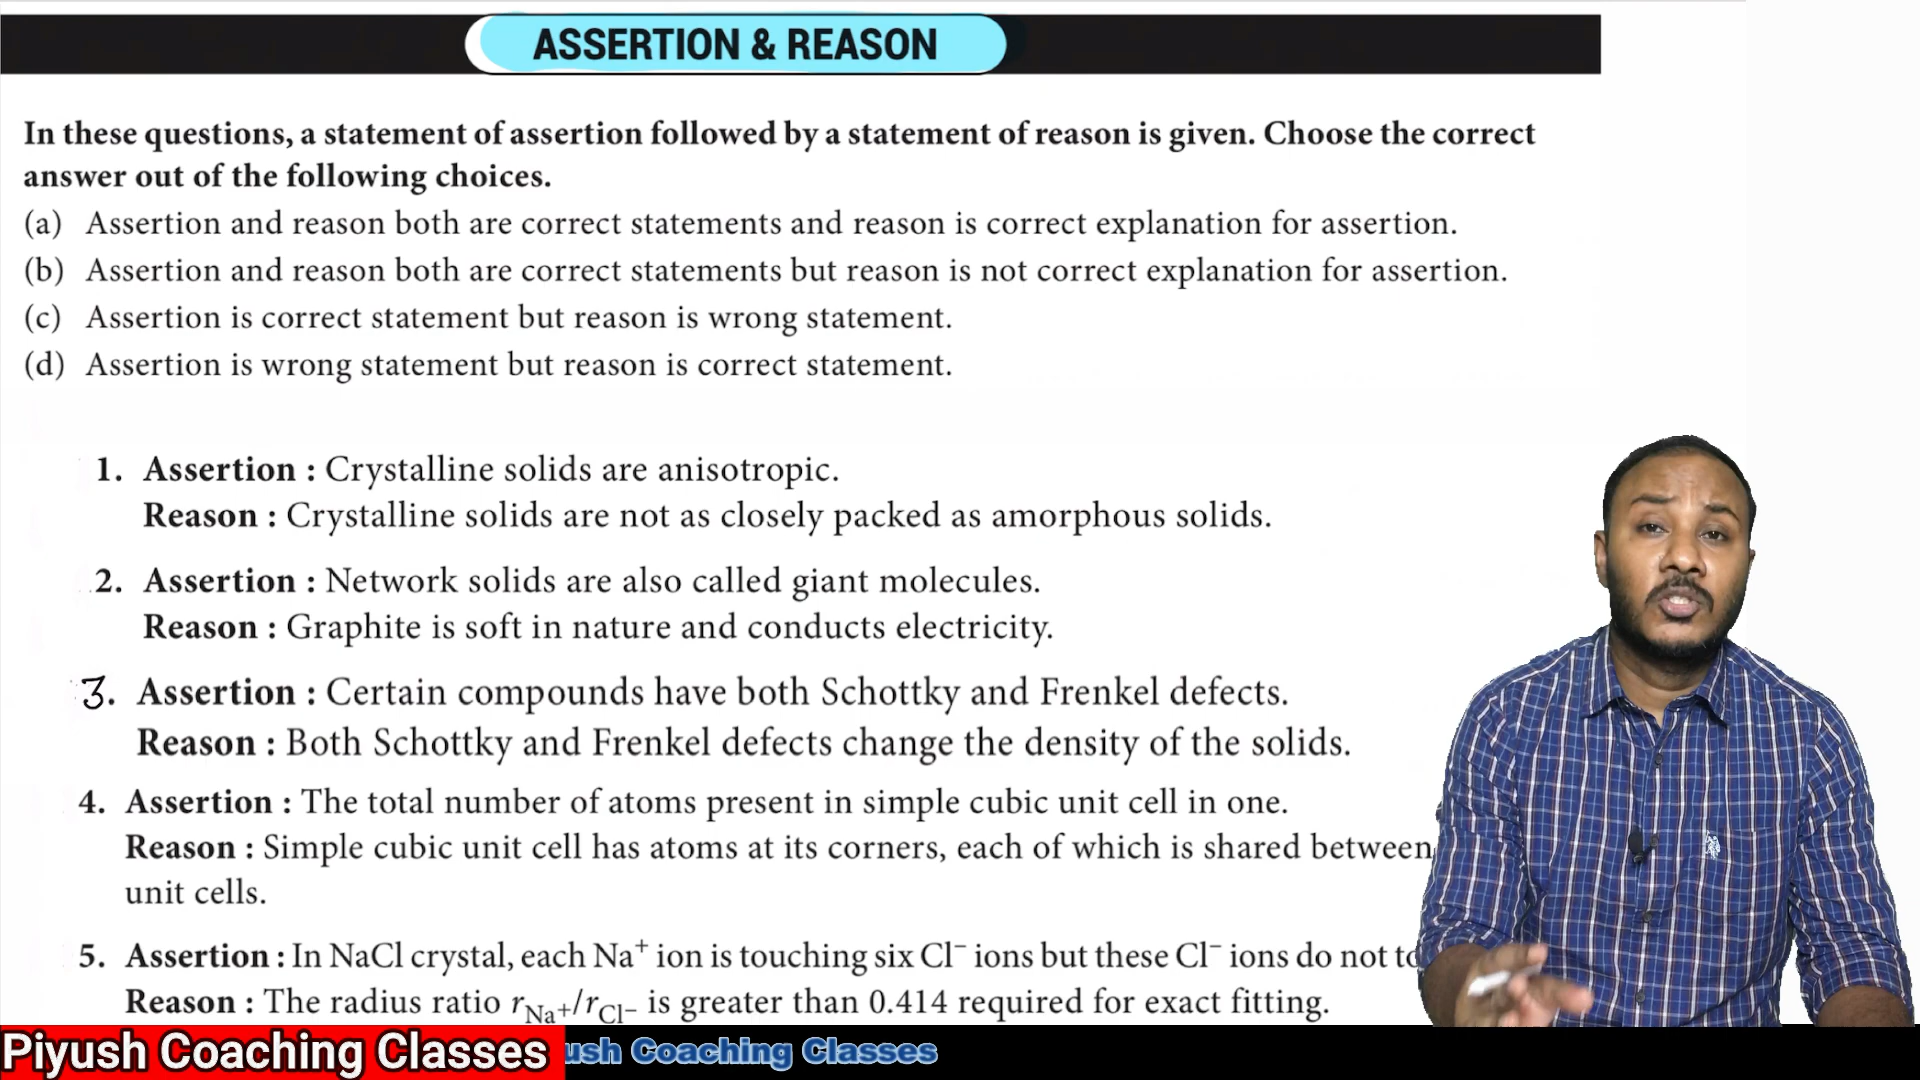 ASSERTION & REASON
In these questions, a statement of assertion followed by a statement of reason is given. Choose the correct
answer out of the following choices.
(a) Assertion and reason both are correct statements and reason is correct explanation for assertion.
(b) Assertion and reason both are correct statements but reason is not correct explanation for assertion.
(c) Assertion is correct statement but reason is wrong statement.
(d) Assertion is wrong statement but reason is correct statement.
1. Assertion : Crystalline solids are anisotropic.
Reason : Crystalline solids are not as closely packed as amorphous solids.
2. Assertion : Network solids are also called giant molecules.
Reason : Graphite is soft in nature and conducts electricity.
3. Assertion : Certain compounds have both Schottky and Frenkel defects.
Reason : Both Schottky and Frenkel defects change the density of the solids.
4. Assertion : The total number of atoms present in simple cubic unit cell in one.
Reason : Simple cubic unit cell has atoms at its corners, each of which is shared between
unit cells.
5. Assertion : In NaCl crystal, each Na⁺ ion is touching six Cl⁻ ions but these Cl⁻ ions do not
Reason : The radius ratio rNa⁺/rCl⁻ is greater than 0.414 required for exact fitting.
Piyush Coaching Classes
ush Coaching Classes